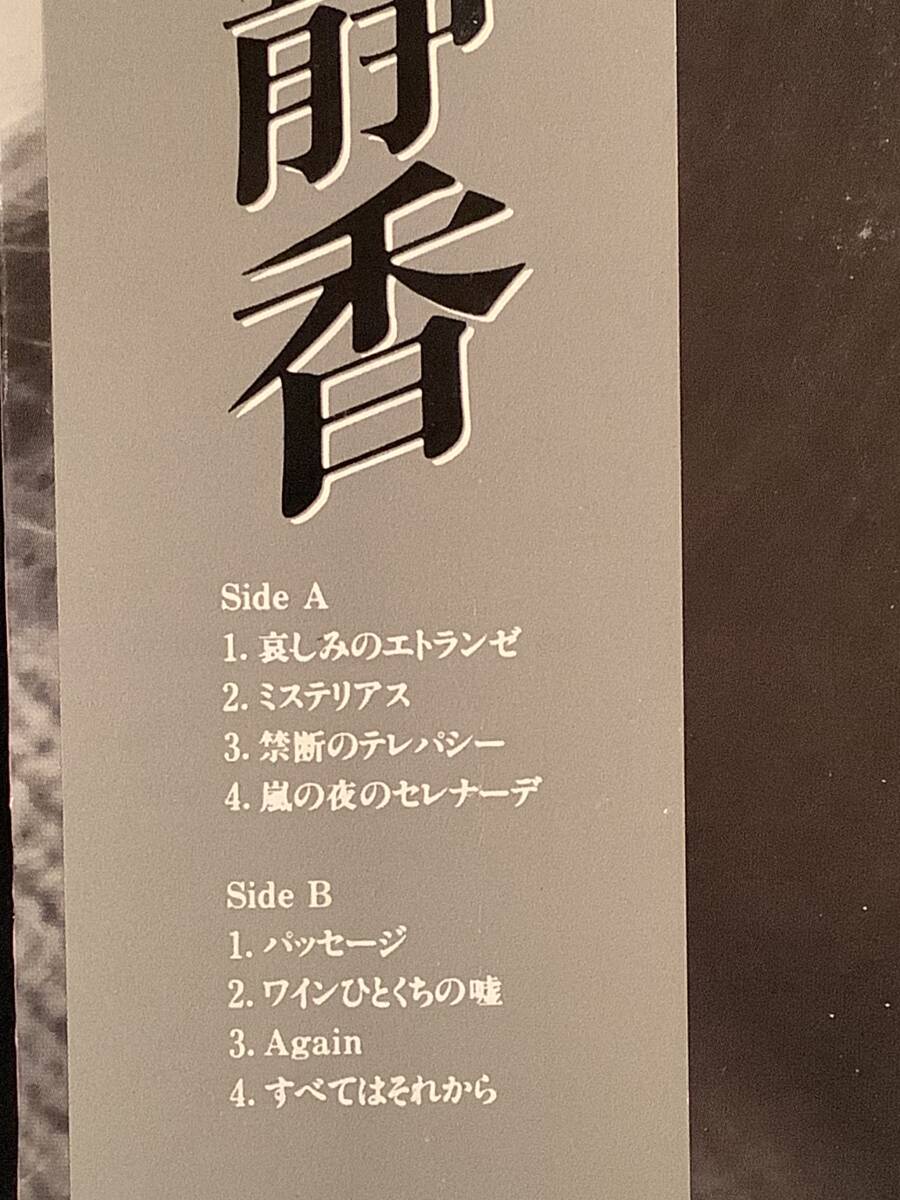 静香
Side A
1. 哀しみのエトランゼ
2. ミステリアス
3. 禁断のテレパシー
4. 嵐の夜のセレナーデ
Side B
1. パッセージ
2. ワインひとくちの嘘
3. Again
4. すべてはそれから